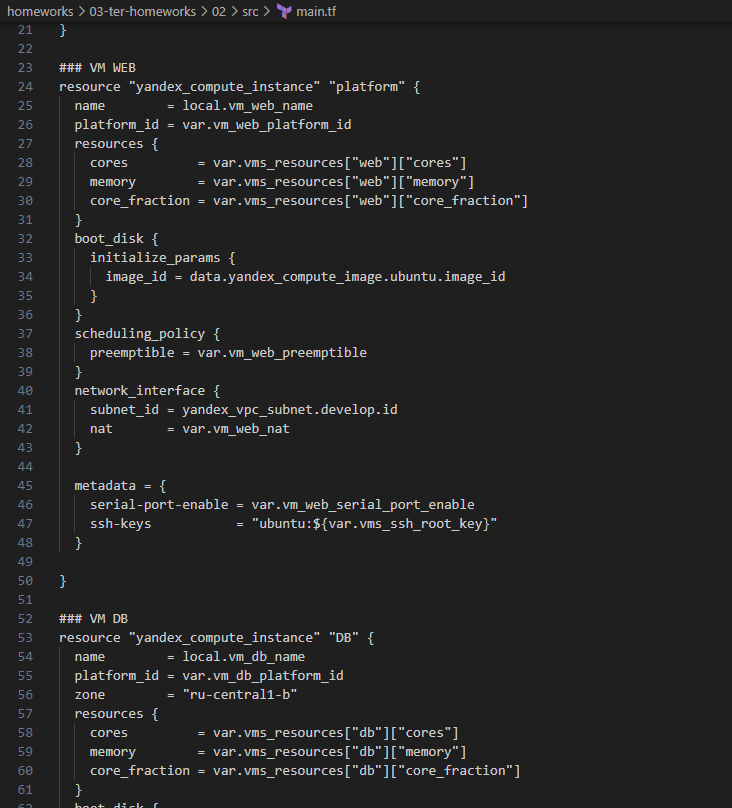 homeworks > 03-ter-homeworks > 02 > src > main.tf
21 }
22
23 ### VM WEB
24 resource "yandex_compute_instance" "platform" {
25   name        = local.vm_web_name
26   platform_id = var.vm_web_platform_id
27   resources {
28     cores         = var.vms_resources["web"]["cores"]
29     memory        = var.vms_resources["web"]["memory"]
30     core_fraction = var.vms_resources["web"]["core_fraction"]
31   }
32   boot_disk {
33     initialize_params {
34       image_id = data.yandex_compute_image.ubuntu.image_id
35     }
36   }
37   scheduling_policy {
38     preemptible = var.vm_web_preemptible
39   }
40   network_interface {
41     subnet_id = yandex_vpc_subnet.develop.id
42     nat       = var.vm_web_nat
43   }
44
45   metadata = {
46     serial-port-enable = var.vm_web_serial_port_enable
47     ssh-keys           = "ubuntu:${var.vms_ssh_root_key}"
48   }
49
50 }
51
52 ### VM DB
53 resource "yandex_compute_instance" "DB" {
54   name        = local.vm_db_name
55   platform_id = var.vm_db_platform_id
56   zone        = "ru-central1-b"
57   resources {
58     cores         = var.vms_resources["db"]["cores"]
59     memory        = var.vms_resources["db"]["memory"]
60     core_fraction = var.vms_resources["db"]["core_fraction"]
61   }
62   boot_disk {